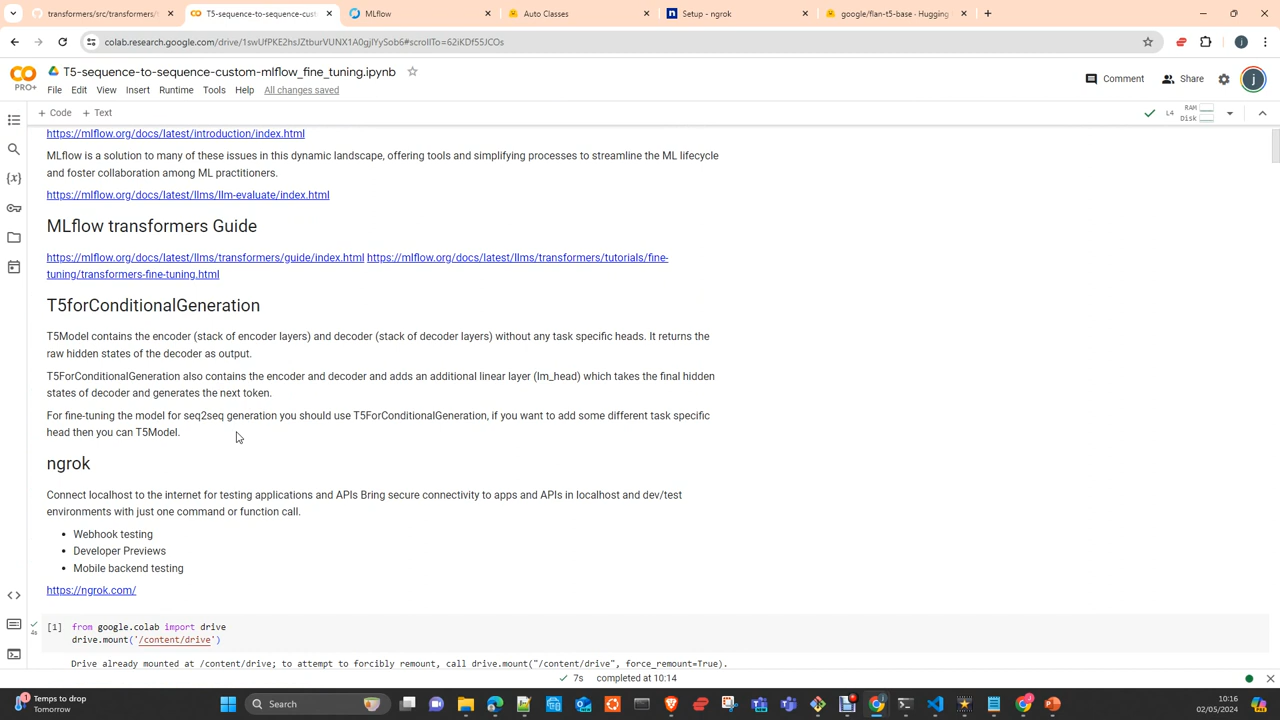 transformers/src/transformers/
T5-sequence-to-sequence-cust
MLflow
Auto Classes
Setup - ngrok
google/flan-t5-base · Hugging
colab.research.google.com/drive/1swUfPKE2hsJZtburVUNX1A0gjIYySob6#scrollTo=62iKDf55JCOs
T5-sequence-to-sequence-custom-mlflow_fine_tuning.ipynb
PRO+
File Edit View Insert Runtime Tools Help All changes saved
Comment Share
j
+ Code + Text
L4 RAM Disk
https://mlflow.org/docs/latest/introduction/index.html
MLflow is a solution to many of these issues in this dynamic landscape, offering tools and simplifying processes to streamline the ML lifecycle
and foster collaboration among ML practitioners.
https://mlflow.org/docs/latest/llms/llm-evaluate/index.html
MLflow transformers Guide
https://mlflow.org/docs/latest/llms/transformers/guide/index.html https://mlflow.org/docs/latest/llms/transformers/tutorials/fine-
tuning/transformers-fine-tuning.html
T5forConditionalGeneration
T5Model contains the encoder (stack of encoder layers) and decoder (stack of decoder layers) without any task specific heads. It returns the
raw hidden states of the decoder as output.
T5ForConditionalGeneration also contains the encoder and decoder and adds an additional linear layer (lm_head) which takes the final hidden
states of decoder and generates the next token.
For fine-tuning the model for seq2seq generation you should use T5ForConditionalGeneration, if you want to add some different task specific
head then you can T5Model.
ngrok
Connect localhost to the internet for testing applications and APIs Bring secure connectivity to apps and APIs in localhost and dev/test
environments with just one command or function call.
• Webhook testing
• Developer Previews
• Mobile backend testing
https://ngrok.com/
[1] from google.colab import drive
4s drive.mount('/content/drive')
Drive already mounted at /content/drive; to attempt to forcibly remount, call drive.mount("/content/drive", force_remount=True).
7s completed at 10:14
Temps to drop
Tomorrow
Search
10:16
02/05/2024